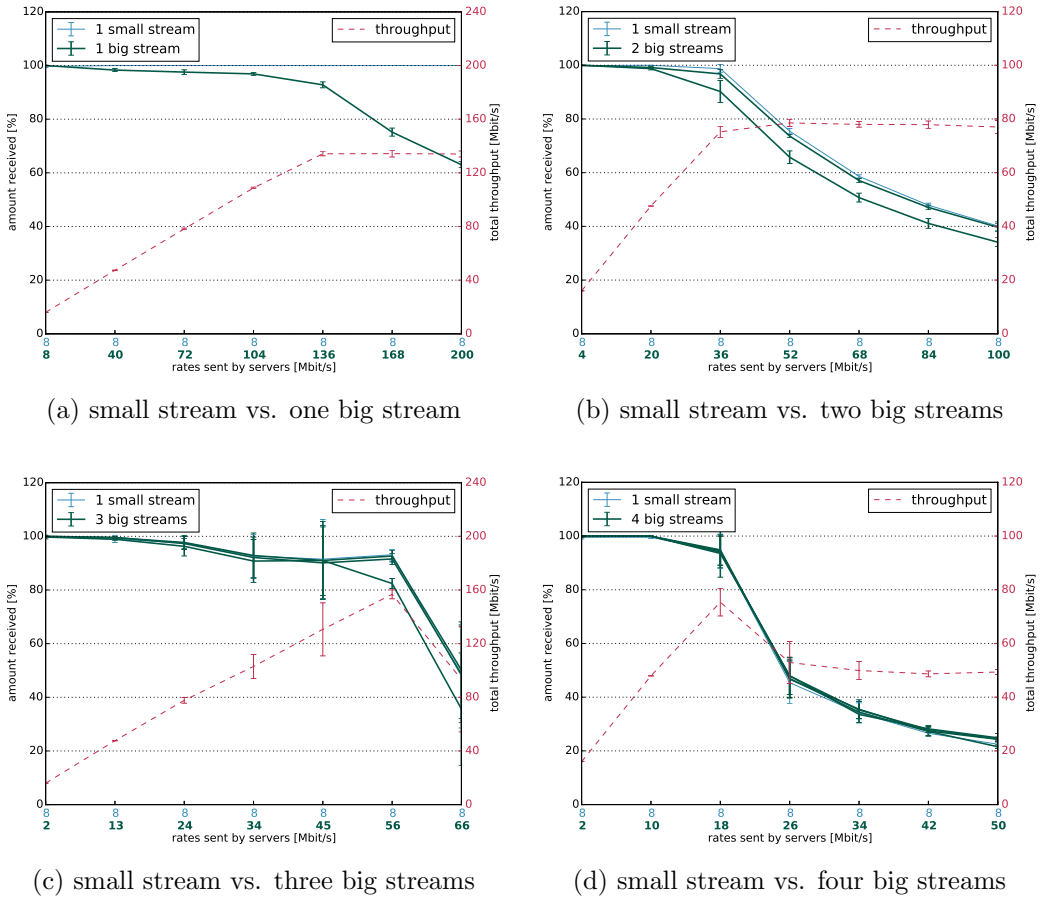 120
100
80
60
40
20
0
amount received [%]
1 small stream
1 big stream
throughput
240
200
160
120
80
40
0
total throughput [Mbit/s]
8 8 8 8 8 8 8
8 40 72 104 136 168 200
rates sent by servers [Mbit/s]
(a) small stream vs. one big stream
120
100
80
60
40
20
0
amount received [%]
1 small stream
2 big streams
throughput
120
100
80
60
40
20
0
total throughput [Mbit/s]
8 8 8 8 8 8 8
4 20 36 52 68 84 100
rates sent by servers [Mbit/s]
(b) small stream vs. two big streams
120
100
80
60
40
20
0
amount received [%]
1 small stream
3 big streams
throughput
240
200
160
120
80
40
0
total throughput [Mbit/s]
8 8 8 8 8 8 8
2 13 24 34 45 56 66
rates sent by servers [Mbit/s]
(c) small stream vs. three big streams
120
100
80
60
40
20
0
amount received [%]
1 small stream
4 big streams
throughput
120
100
80
60
40
20
0
total throughput [Mbit/s]
8 8 8 8 8 8 8
2 10 18 26 34 42 50
rates sent by servers [Mbit/s]
(d) small stream vs. four big streams